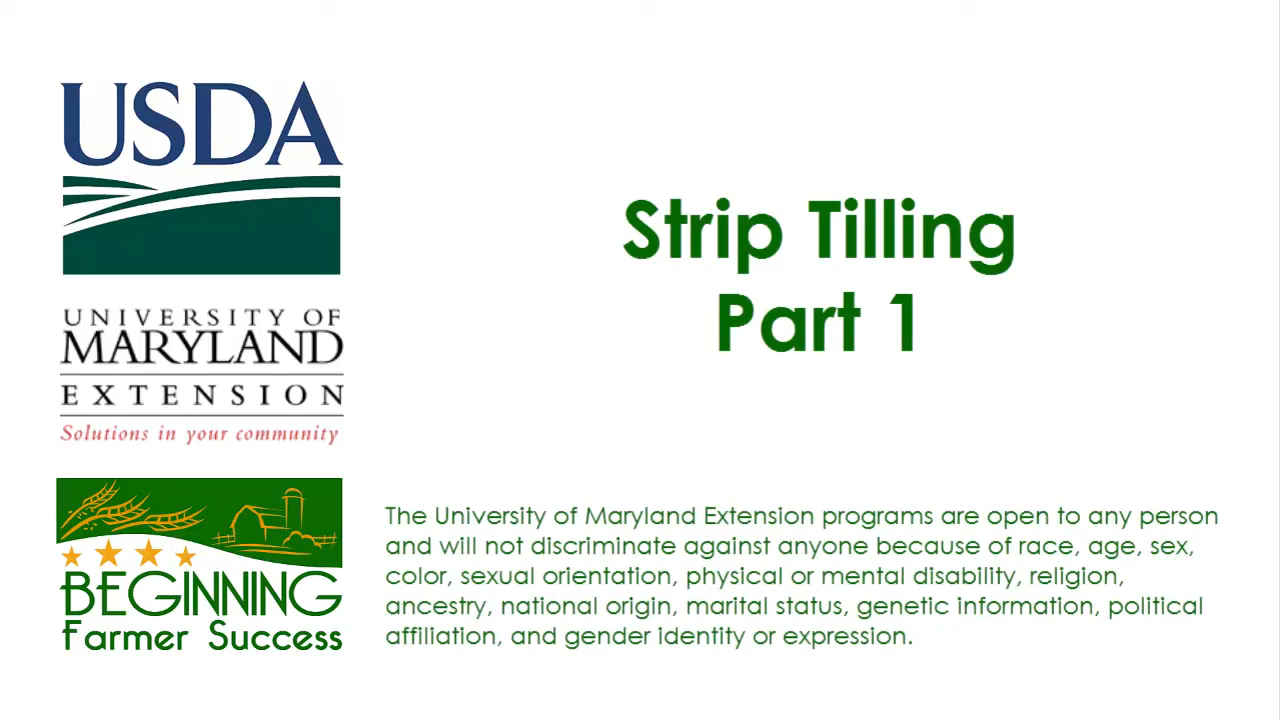 USDA
UNIVERSITY OF
MARYLAND
EXTENSION
Solutions in your community
BEGINNING
Farmer Success
Strip Tilling
Part 1
The University of Maryland Extension programs are open to any person
and will not discriminate against anyone because of race, age, sex,
color, sexual orientation, physical or mental disability, religion,
ancestry, national origin, marital status, genetic information, political
affiliation, and gender identity or expression.